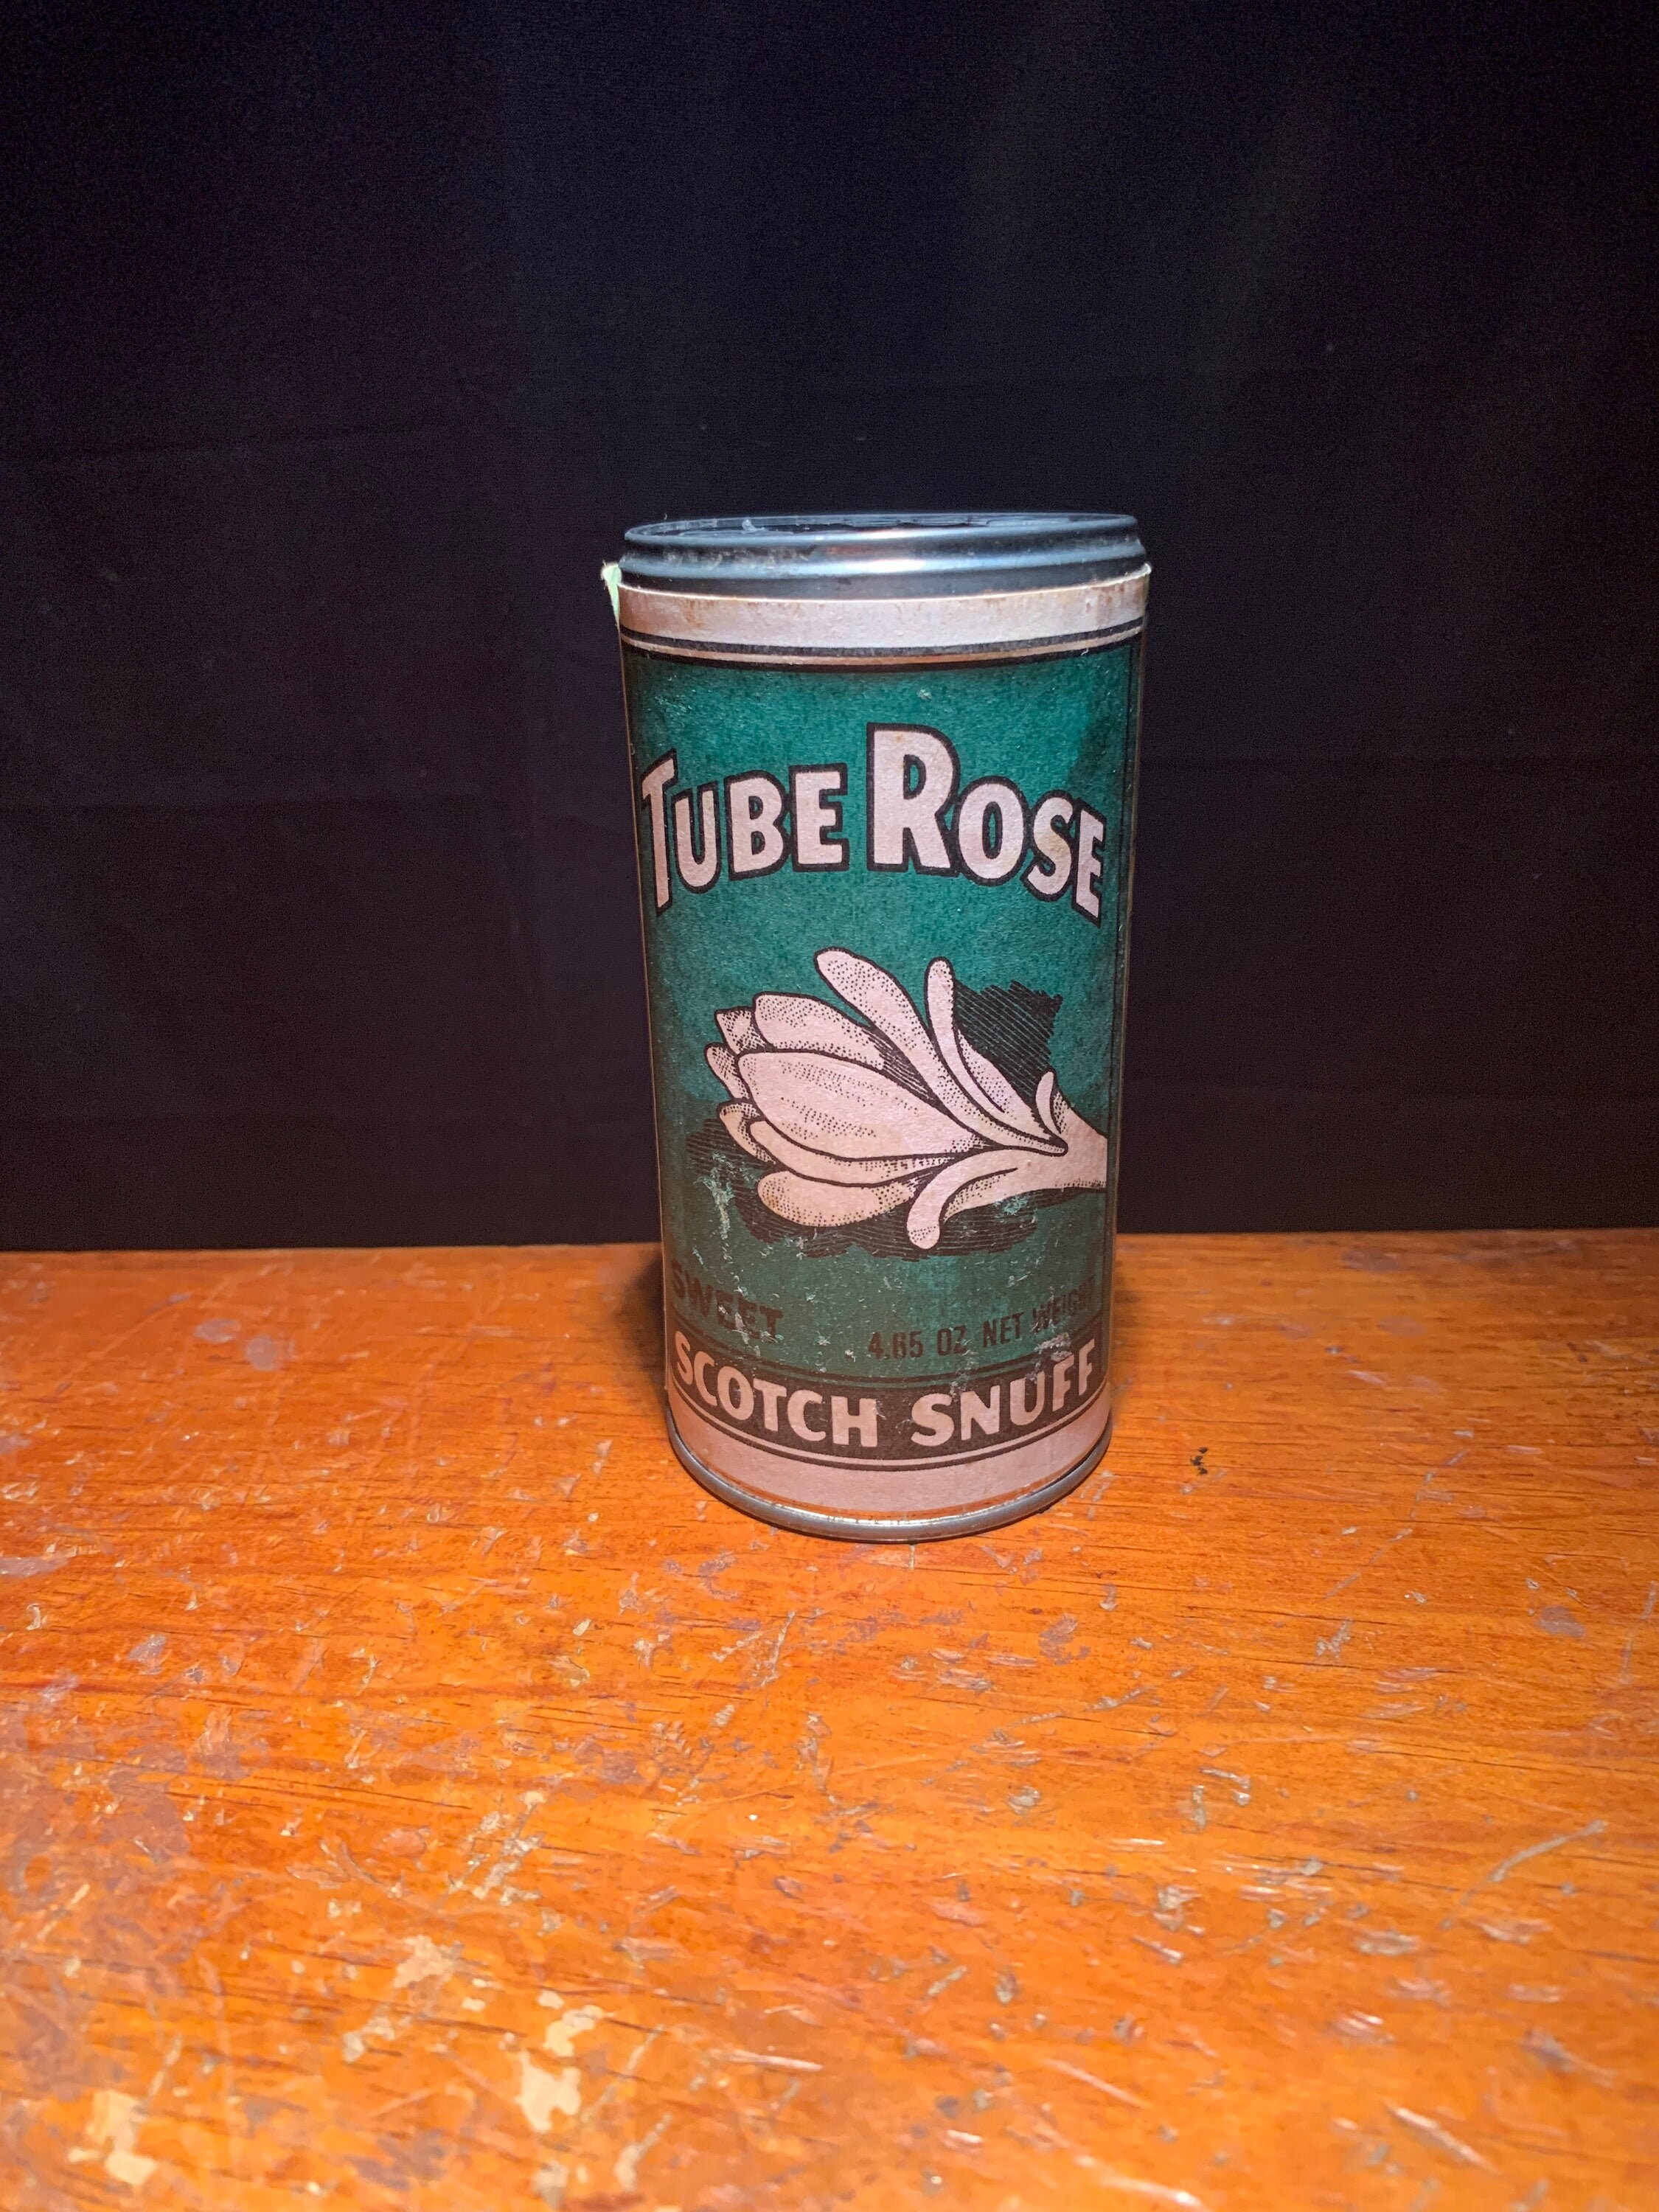 TUBE ROSE
SWEET
4.65 OZ NET WEIGHT
SCOTCH SNUFF